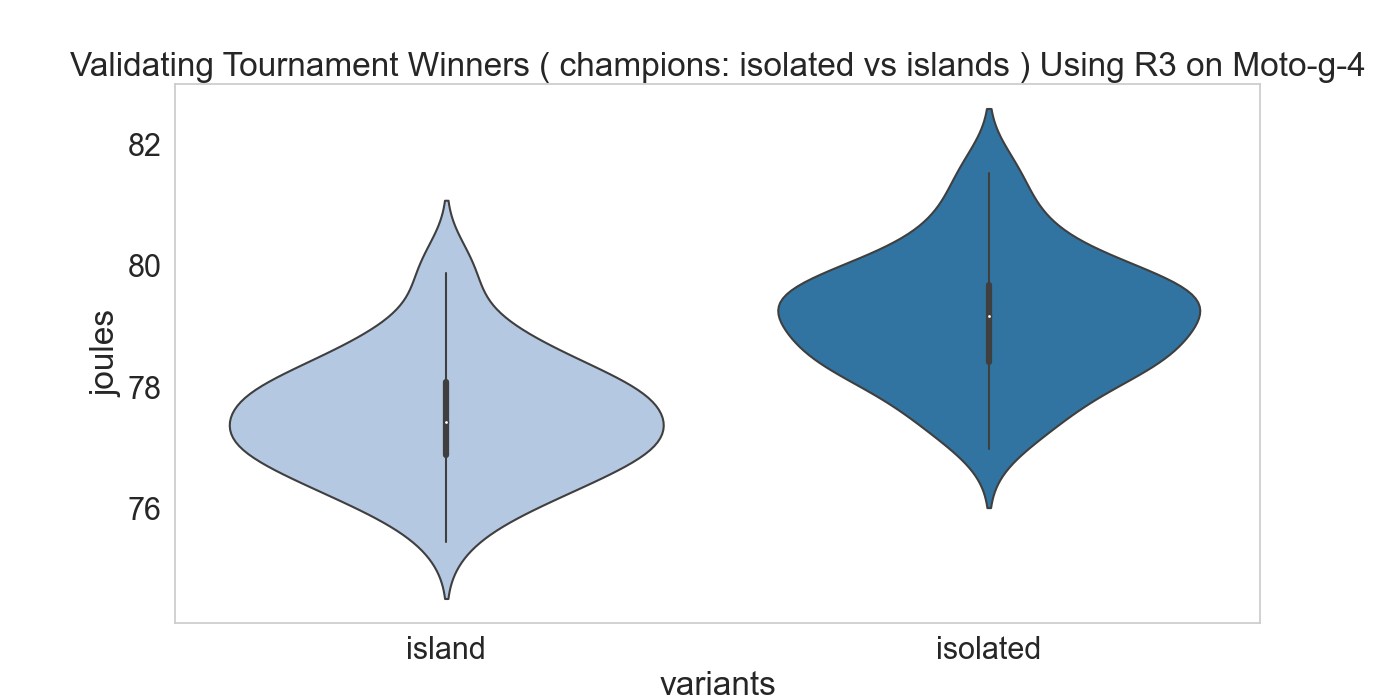 Validating Tournament Winners ( champions: isolated vs islands ) Using R3 on Moto-g-4
82
80
78
76
joules
island
isolated
variants